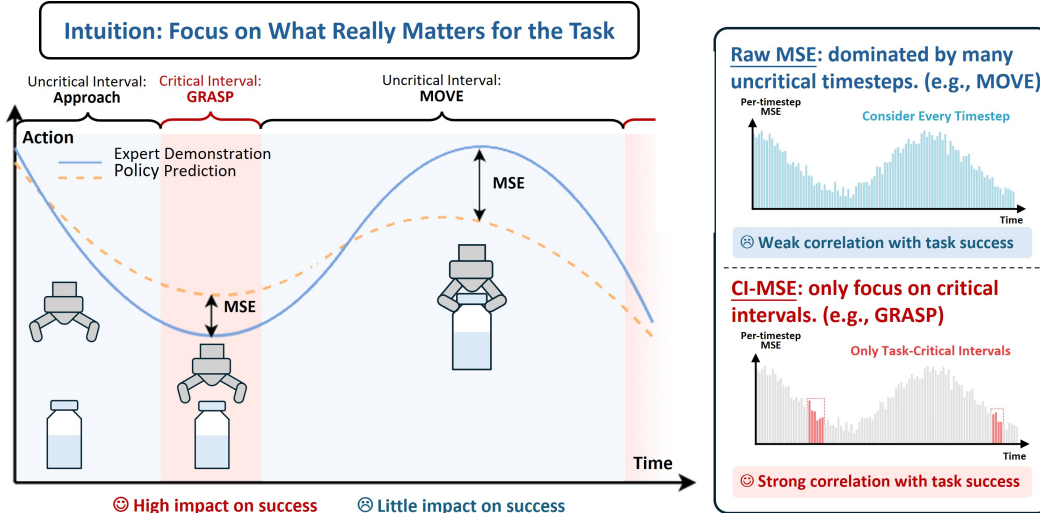 Intuition: Focus on What Really Matters for the Task
Uncritical Interval:
Approach
Critical Interval:
GRASP
Uncritical Interval:
MOVE
Action
Expert Demonstration
Policy Prediction
MSE
MSE
Time
☺ High impact on success
☹ Little impact on success
Raw MSE: dominated by many
uncritical timesteps. (e.g., MOVE)
Per-timestep
MSE
Consider Every Timestep
Time
☹ Weak correlation with task success
CI-MSE: only focus on critical
intervals. (e.g., GRASP)
Per-timestep
MSE
Only Task-Critical Intervals
Time
☺ Strong correlation with task success